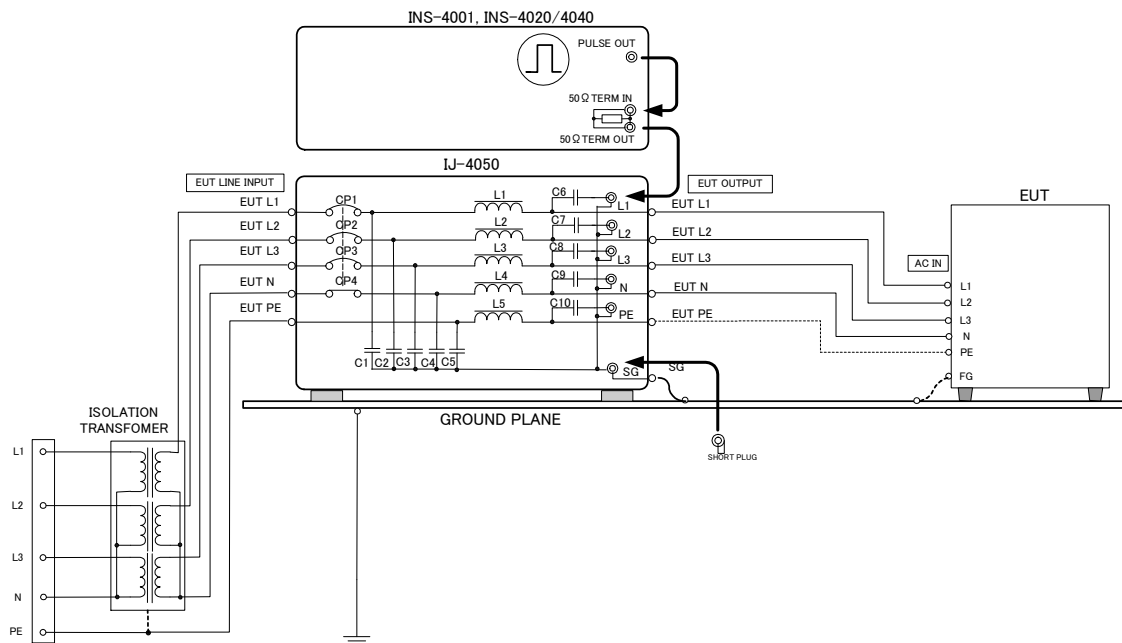 INS-4001, INS-4020/4040
PULSE OUT
50Ω TERM IN
50Ω TERM OUT
IJ-4050
EUT LINE INPUT
EUT OUTPUT
EUT
EUT L1
EUT L2
EUT L3
EUT N
EUT PE
CP1
CP2
CP3
CP4
L1
L2
L3
L4
L5
C6
C7
C8
C9
C10
L1
L2
L3
N
PE
SG
C1
C2
C3
C4
C5
EUT L1
EUT L2
EUT L3
EUT N
EUT PE
SG
AC IN
L1
L2
L3
N
PE
FG
GROUND PLANE
SHORT PLUG
ISOLATION
TRANSFOMER
L1
L2
L3
N
PE